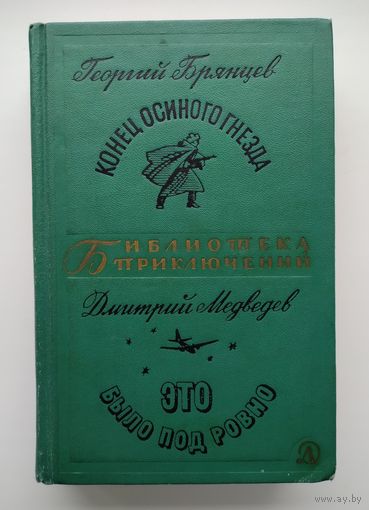 Георгий Брянцев
КОНЕЦ ОСИНОГО ГНЕЗДА
БИБЛИОТЕКА
ПРИКЛЮЧЕНИЙ
Дмитрий Медведев
ЭТО
БЫЛО ПОД РОВНО
www.ay.by